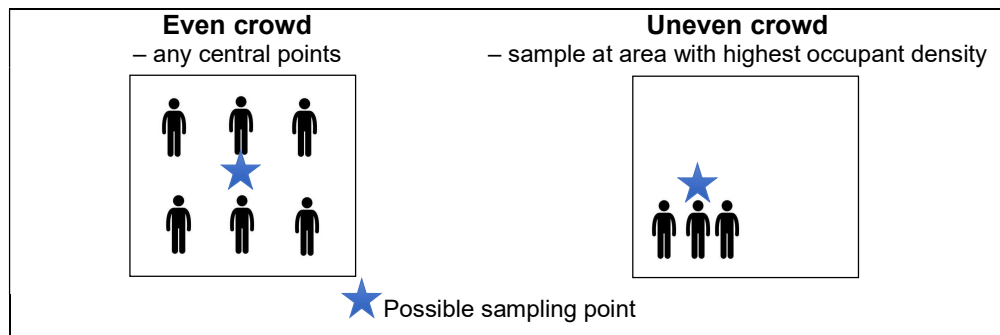 Even crowd
– any central points
Uneven crowd
– sample at area with highest occupant density
Possible sampling point